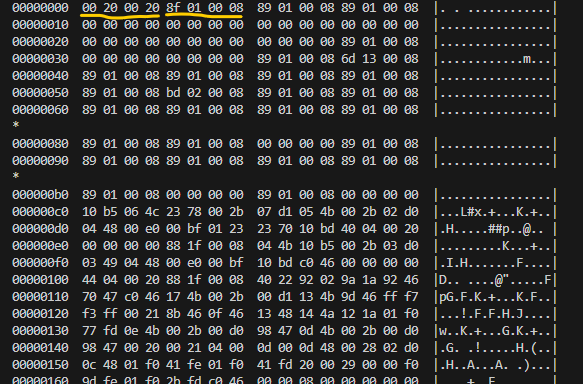 00000000  00 20 00 20 8f 01 00 08  89 01 00 08 89 01 00 08  |. . ............|
00000010  00 00 00 00 00 00 00 00  00 00 00 00 00 00 00 00  |................|
00000020  00 00 00 00 00 00 00 00  00 00 00 00 89 01 00 08  |................|
00000030  00 00 00 00 00 00 00 00  89 01 00 08 6d 13 00 08  |............m...|
00000040  89 01 00 08 89 01 00 08  89 01 00 08 89 01 00 08  |................|
00000050  89 01 00 08 bd 02 00 08  89 01 00 08 89 01 00 08  |................|
00000060  89 01 00 08 89 01 00 08  89 01 00 08 89 01 00 08  |................|
*
00000080  89 01 00 08 89 01 00 08  00 00 00 00 89 01 00 08  |................|
00000090  89 01 00 08 89 01 00 08  89 01 00 08 89 01 00 08  |................|
*
000000b0  89 01 00 08 00 00 00 00  89 01 00 08 00 00 00 00  |................|
000000c0  10 b5 06 4c 23 78 00 2b  07 d1 05 4b 00 2b 02 d0  |...L#x.+...K.+..|
000000d0  04 48 00 e0 00 bf 01 23  23 70 10 bd 40 04 00 20  |.H.....##p..@.. |
000000e0  00 00 00 00 88 1f 00 08  04 4b 10 b5 00 2b 03 d0  |.........K...+..|
000000f0  03 49 04 48 00 e0 00 bf  10 bd c0 46 00 00 00 00  |.I.H.......F....|
00000100  44 04 00 20 88 1f 00 08  40 22 92 02 9a 1a 92 46  |D.. ....@".....F|
00000110  70 47 c0 46 17 4b 00 2b  00 d1 13 4b 9d 46 ff f7  |pG.F.K.+...K.F..|
00000120  f3 ff 00 21 8b 46 0f 46  13 48 14 4a 12 1a 01 f0  |...!.F.F.H.J....|
00000130  77 fd 0e 4b 00 2b 00 d0  98 47 0d 4b 00 2b 00 d0  |w..K.+...G.K.+..|
00000140  98 47 00 20 00 21 04 00  0d 00 0d 48 00 28 02 d0  |.G. .!.....H.(..|
00000150  0c 48 01 f0 41 fe 01 f0  41 fd 20 00 29 00 00 f0  |.H..A...A. .)...|
00000160  9d fe 01 f0 2b fd c0 46